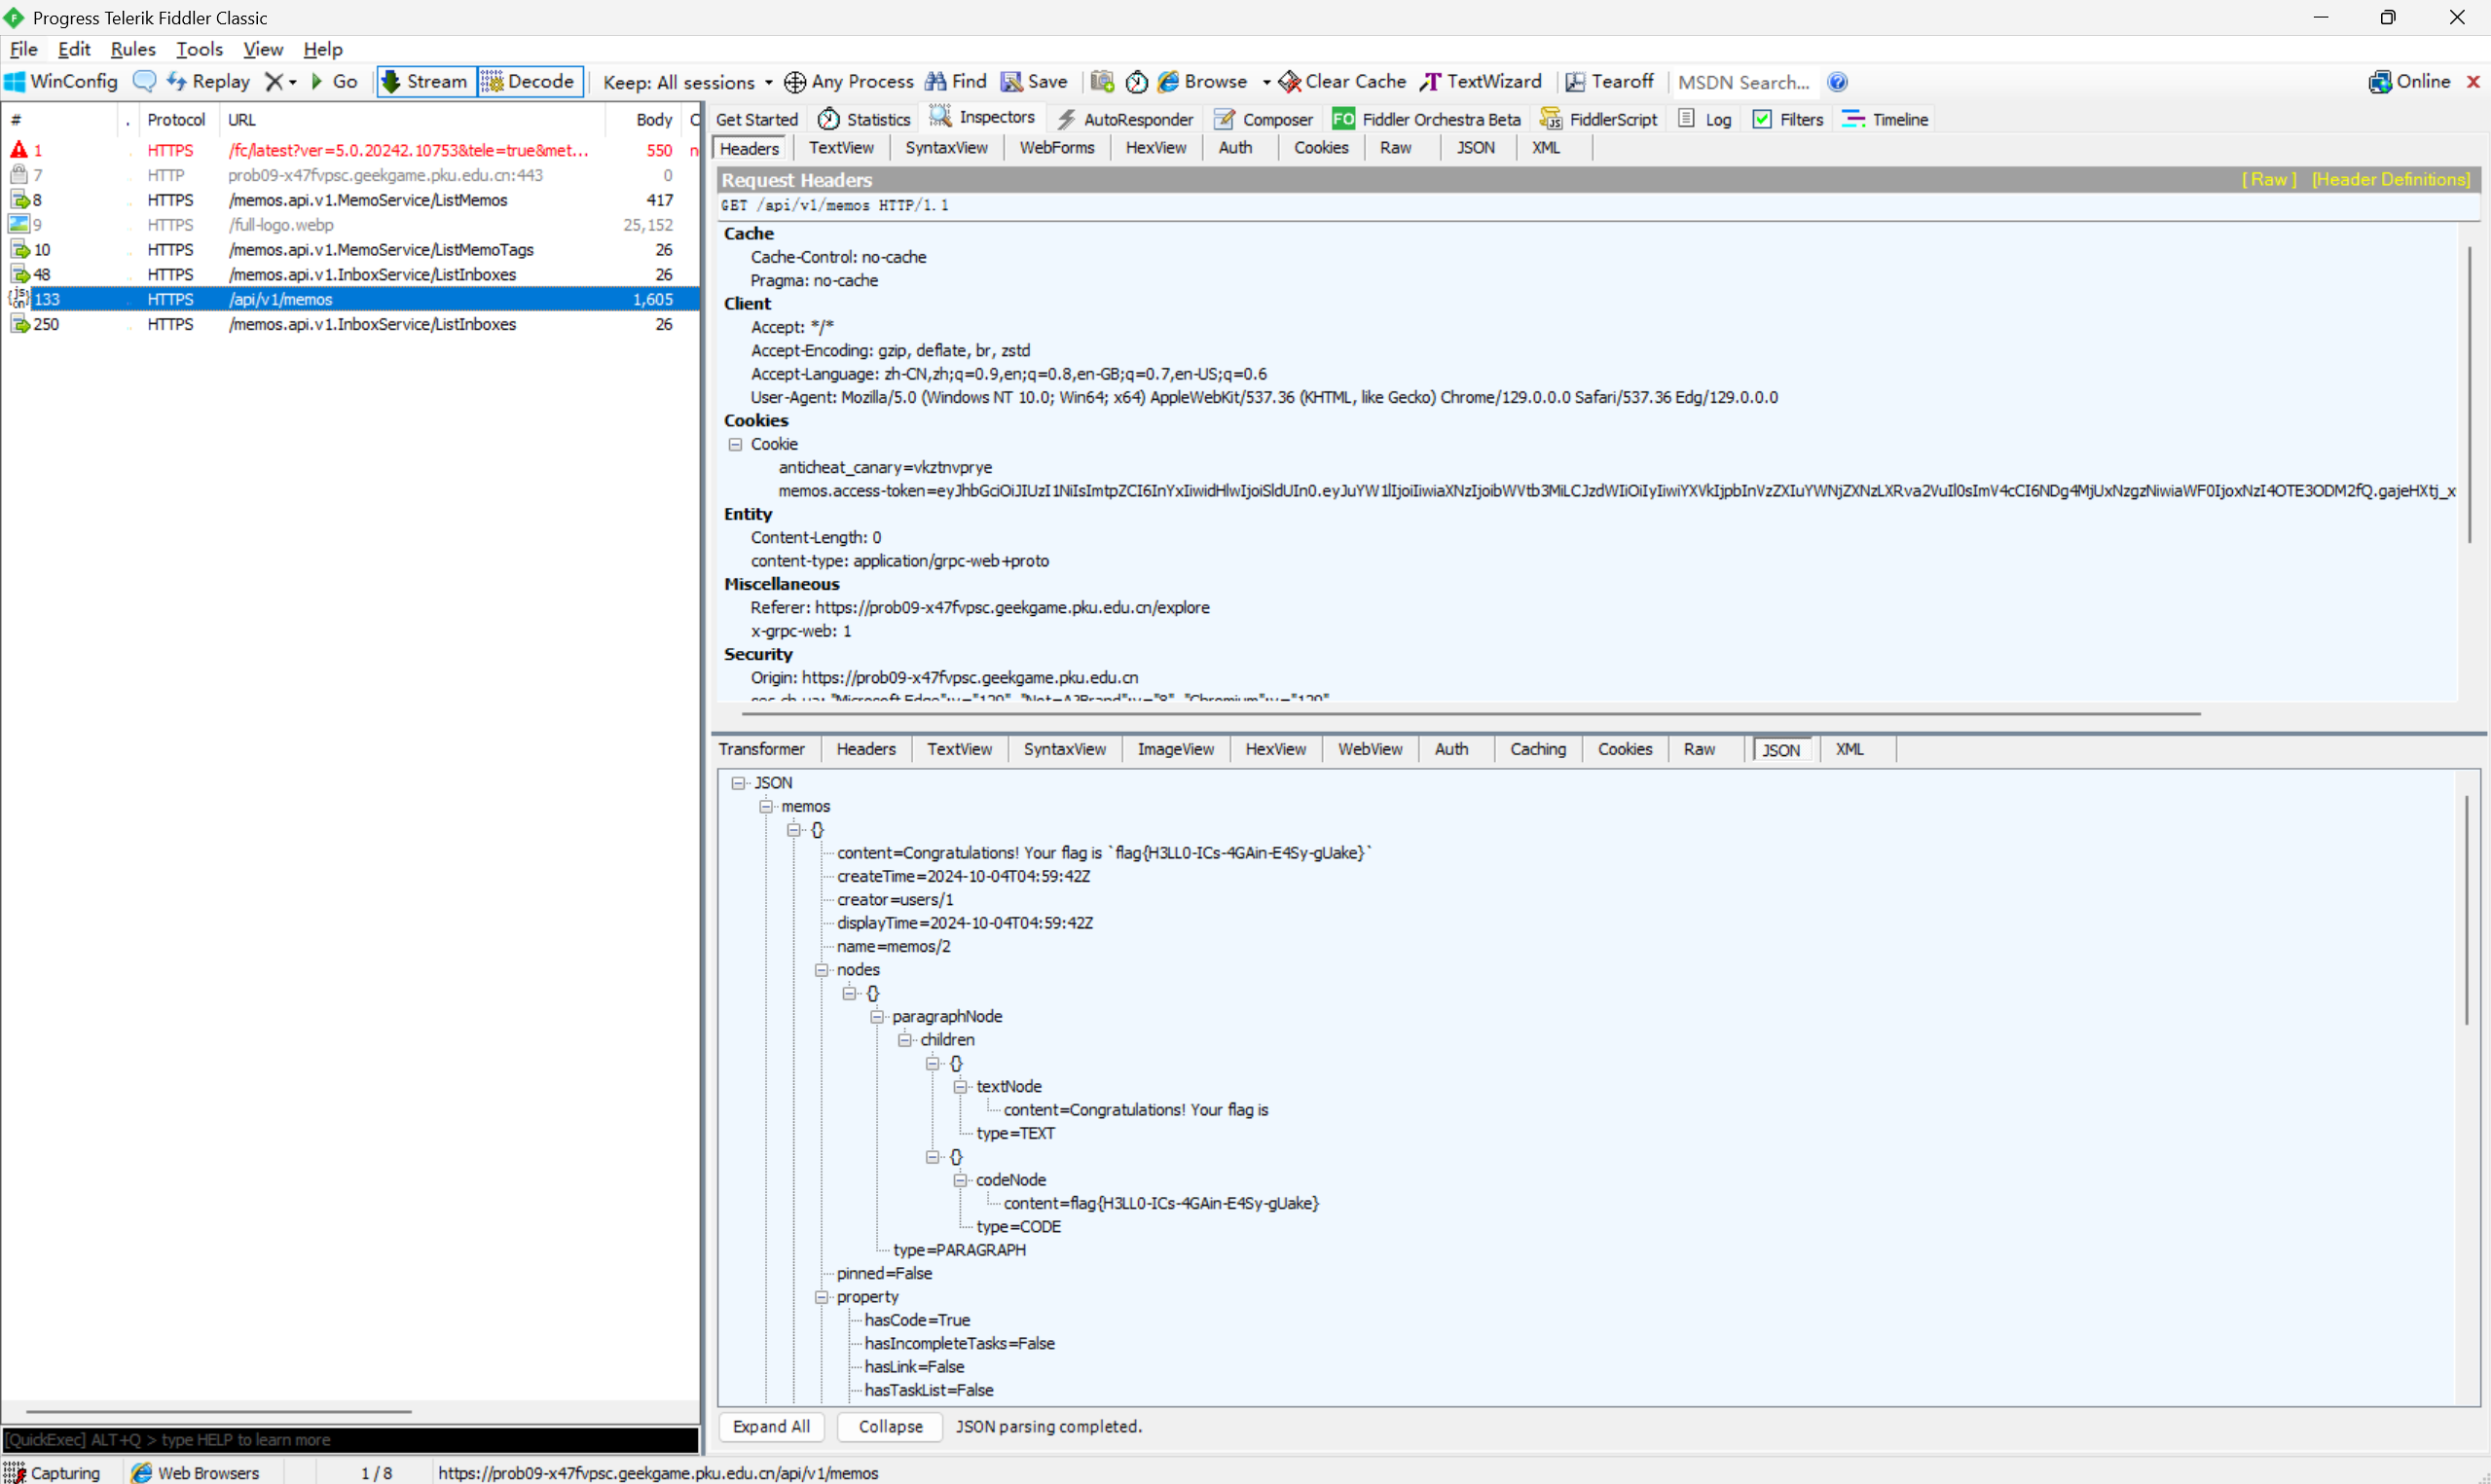 Progress Telerik Fiddler Classic
File Edit Rules Tools View Help
WinConfig Replay Go Stream Decode Keep: All sessions Any Process Find Save Browse Clear Cache TextWizard Tearoff MSDN Search... Online
# . Protocol URL Body C
1 . HTTPS /fc/latest?ver=5.0.20242.10753&tele=true&met... 550 n
7 . HTTP prob09-x47fvpsc.geekgame.pku.edu.cn:443 0
8 . HTTPS /memos.api.v1.MemoService/ListMemos 417
9 . HTTPS /full-logo.webp 25,152
10 . HTTPS /memos.api.v1.MemoService/ListMemoTags 26
48 . HTTPS /memos.api.v1.InboxService/ListInboxes 26
133 . HTTPS /api/v1/memos 1,605
250 . HTTPS /memos.api.v1.InboxService/ListInboxes 26
[QuickExec] ALT+Q > type HELP to learn more
Get Started Statistics Inspectors AutoResponder Composer FO Fiddler Orchestra Beta FiddlerScript Log Filters Timeline
Headers TextView SyntaxView WebForms HexView Auth Cookies Raw JSON XML
Request Headers [ Raw ] [Header Definitions]
GET /api/v1/memos HTTP/1.1
Cache
Cache-Control: no-cache
Pragma: no-cache
Client
Accept: */*
Accept-Encoding: gzip, deflate, br, zstd
Accept-Language: zh-CN,zh;q=0.9,en;q=0.8,en-GB;q=0.7,en-US;q=0.6
User-Agent: Mozilla/5.0 (Windows NT 10.0; Win64; x64) AppleWebKit/537.36 (KHTML, like Gecko) Chrome/129.0.0.0 Safari/537.36 Edg/129.0.0.0
Cookies
Cookie
anticheat_canary=vkztnvprye
memos.access-token=eyJhbGciOiJIUzI1NiIsImtpZCI6InYxIiwidHlwIjoiSldUIn0.eyJuYW1lIjoiIiwiaXNzIjoibWVtb3MiLCJzdWIiOiIyIiwiYXVkIjpbInVzZXIuYWNjZXNzLXRva2VuIl0sImV4cCI6NDg4MjUxNzgzNiwiaWF0IjoxNzI4OTE3ODM2fQ.gajeHXtj_x
Entity
Content-Length: 0
content-type: application/grpc-web+proto
Miscellaneous
Referer: https://prob09-x47fvpsc.geekgame.pku.edu.cn/explore
x-grpc-web: 1
Security
Origin: https://prob09-x47fvpsc.geekgame.pku.edu.cn
sec-ch-ua: "Microsoft Edge";v="129", "Not=A?Brand";v="8", "Chromium";v="129"
Transformer Headers TextView SyntaxView ImageView HexView WebView Auth Caching Cookies Raw JSON XML
JSON
memos
{}
content=Congratulations! Your flag is `flag{H3LL0-ICs-4GAin-E4Sy-gUake}`
createTime=2024-10-04T04:59:42Z
creator=users/1
displayTime=2024-10-04T04:59:42Z
name=memos/2
nodes
{}
paragraphNode
children
{}
textNode
content=Congratulations! Your flag is
type=TEXT
{}
codeNode
content=flag{H3LL0-ICs-4GAin-E4Sy-gUake}
type=CODE
type=PARAGRAPH
pinned=False
property
hasCode=True
hasIncompleteTasks=False
hasLink=False
hasTaskList=False
Expand All Collapse JSON parsing completed.
Capturing Web Browsers 1 / 8 https://prob09-x47fvpsc.geekgame.pku.edu.cn/api/v1/memos